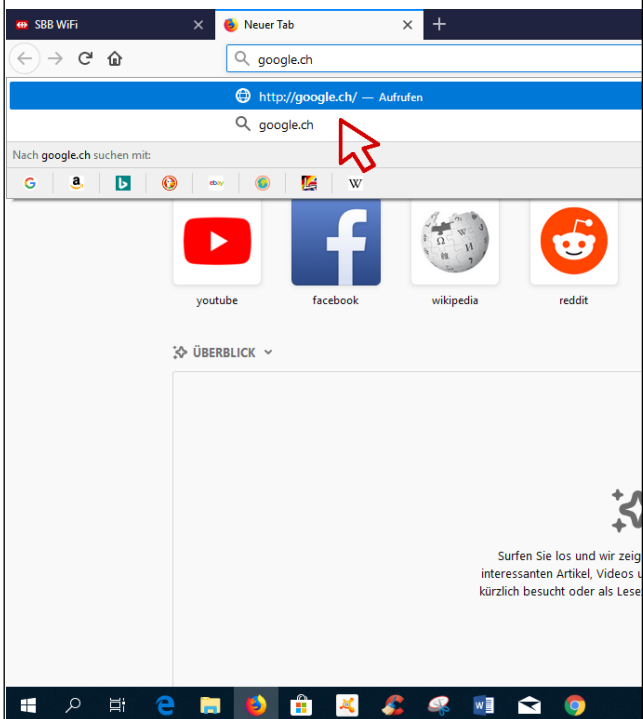 SBB WiFi
Neuer Tab
google.ch
http://google.ch/ — Aufrufen
google.ch
Nach google.ch suchen mit:
G a b ebay W
youtube facebook wikipedia reddit
ÜBERBLICK
Surfen Sie los und wir zeig
interessanten Artikel, Videos u
kürzlich besucht oder als Lese